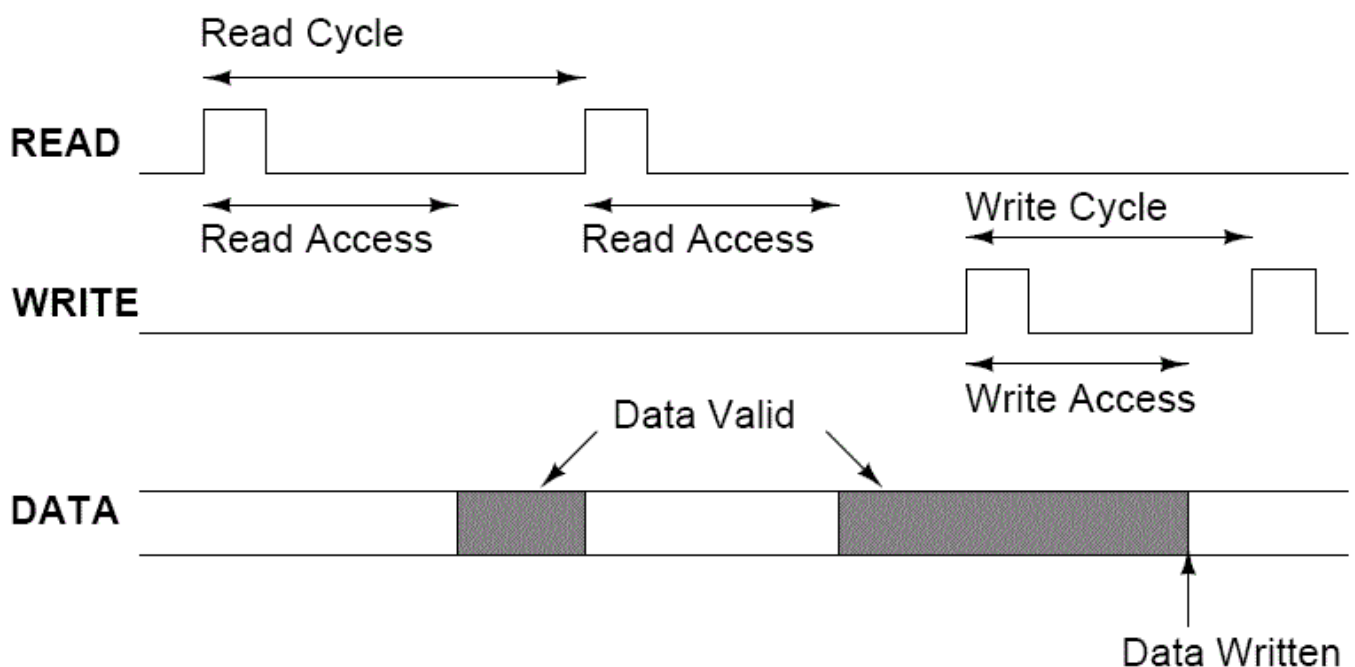 Read Cycle
READ
Read Access
Read Access
Write Cycle
WRITE
Write Access
Data Valid
DATA
Data Written